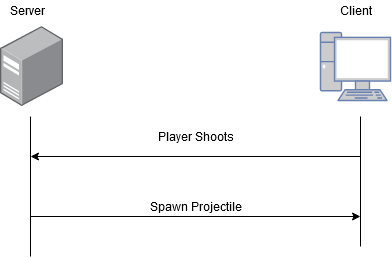 Server
Client
Player Shoots
Spawn Projectile